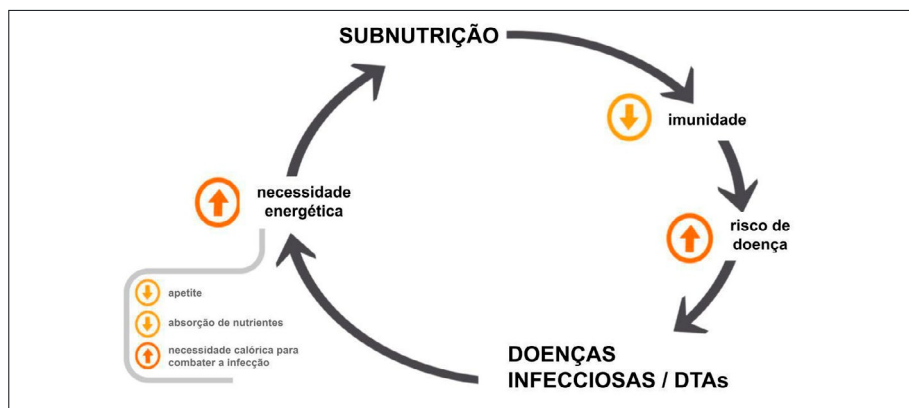 SUBNUTRIÇÃO
imunidade
risco de
doença
DOENÇAS
INFECCIOSAS / DTAs
necessidade
energética
apetite
absorção de nutrientes
necessidade calórica para
combater a infecção